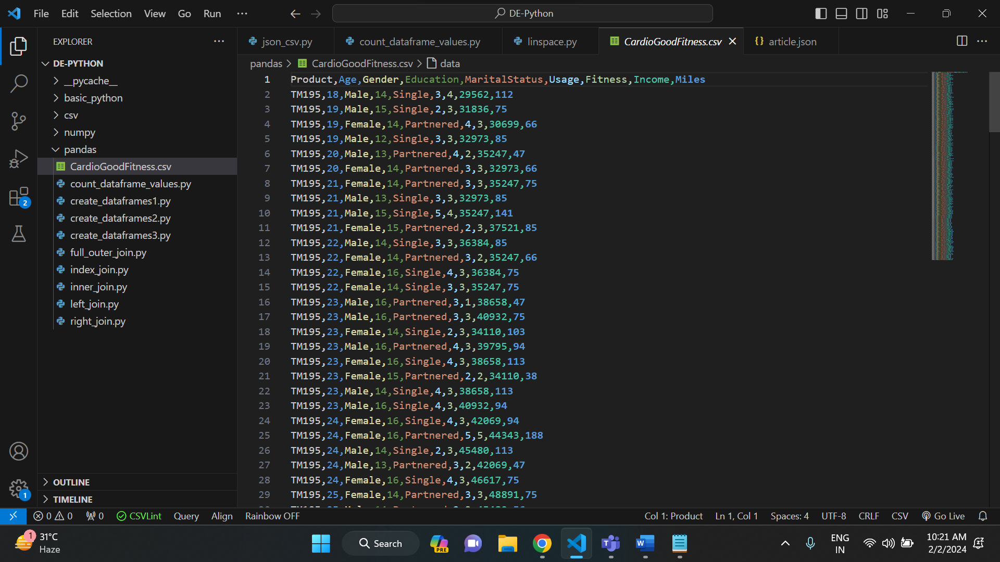 File Edit Selection View Go Run ...
DE-Python
EXPLORER
DE-PYTHON
__pycache__
basic_python
csv
numpy
pandas
CardioGoodFitness.csv
count_dataframe_values.py
create_dataframes1.py
create_dataframes2.py
create_dataframes3.py
full_outer_join.py
index_join.py
inner_join.py
left_join.py
right_join.py
OUTLINE
TIMELINE
2
1
json_csv.py count_dataframe_values.py linspace.py CardioGoodFitness.csv {} article.json
pandas > CardioGoodFitness.csv > data
1 Product,Age,Gender,Education,MaritalStatus,Usage,Fitness,Income,Miles
2 TM195,18,Male,14,Single,3,4,29562,112
3 TM195,19,Male,15,Single,2,3,31836,75
4 TM195,19,Female,14,Partnered,4,3,30699,66
5 TM195,19,Male,12,Single,3,3,32973,85
6 TM195,20,Male,13,Partnered,4,2,35247,47
7 TM195,20,Female,14,Partnered,3,3,32973,66
8 TM195,21,Female,14,Partnered,3,3,35247,75
9 TM195,21,Male,13,Single,3,3,32973,85
10 TM195,21,Male,15,Single,5,4,35247,141
11 TM195,21,Female,15,Partnered,2,3,37521,85
12 TM195,22,Male,14,Single,3,3,36384,85
13 TM195,22,Female,14,Partnered,3,2,35247,66
14 TM195,22,Female,16,Single,4,3,36384,75
15 TM195,22,Female,14,Single,3,3,35247,75
16 TM195,23,Male,16,Partnered,3,1,38658,47
17 TM195,23,Male,16,Partnered,3,3,40932,75
18 TM195,23,Female,14,Single,2,3,34110,103
19 TM195,23,Male,16,Partnered,4,3,39795,94
20 TM195,23,Female,16,Single,4,3,38658,113
21 TM195,23,Female,15,Partnered,2,2,34110,38
22 TM195,23,Male,14,Single,4,3,38658,113
23 TM195,23,Male,16,Single,4,3,40932,94
24 TM195,24,Female,16,Single,4,3,42069,94
25 TM195,24,Female,16,Partnered,5,5,44343,188
26 TM195,24,Male,14,Single,2,3,45480,113
27 TM195,24,Male,13,Partnered,3,2,42069,47
28 TM195,24,Female,16,Single,4,3,46617,75
29 TM195,25,Female,14,Partnered,3,3,48891,75
0 0 0 CSVLint Query Align Rainbow OFF Col 1: Product Ln 1, Col 1 Spaces: 4 UTF-8 CRLF CSV Go Live
1 31°C
Haze
Search
PRE
ENG
IN
10:21 AM
2/2/2024